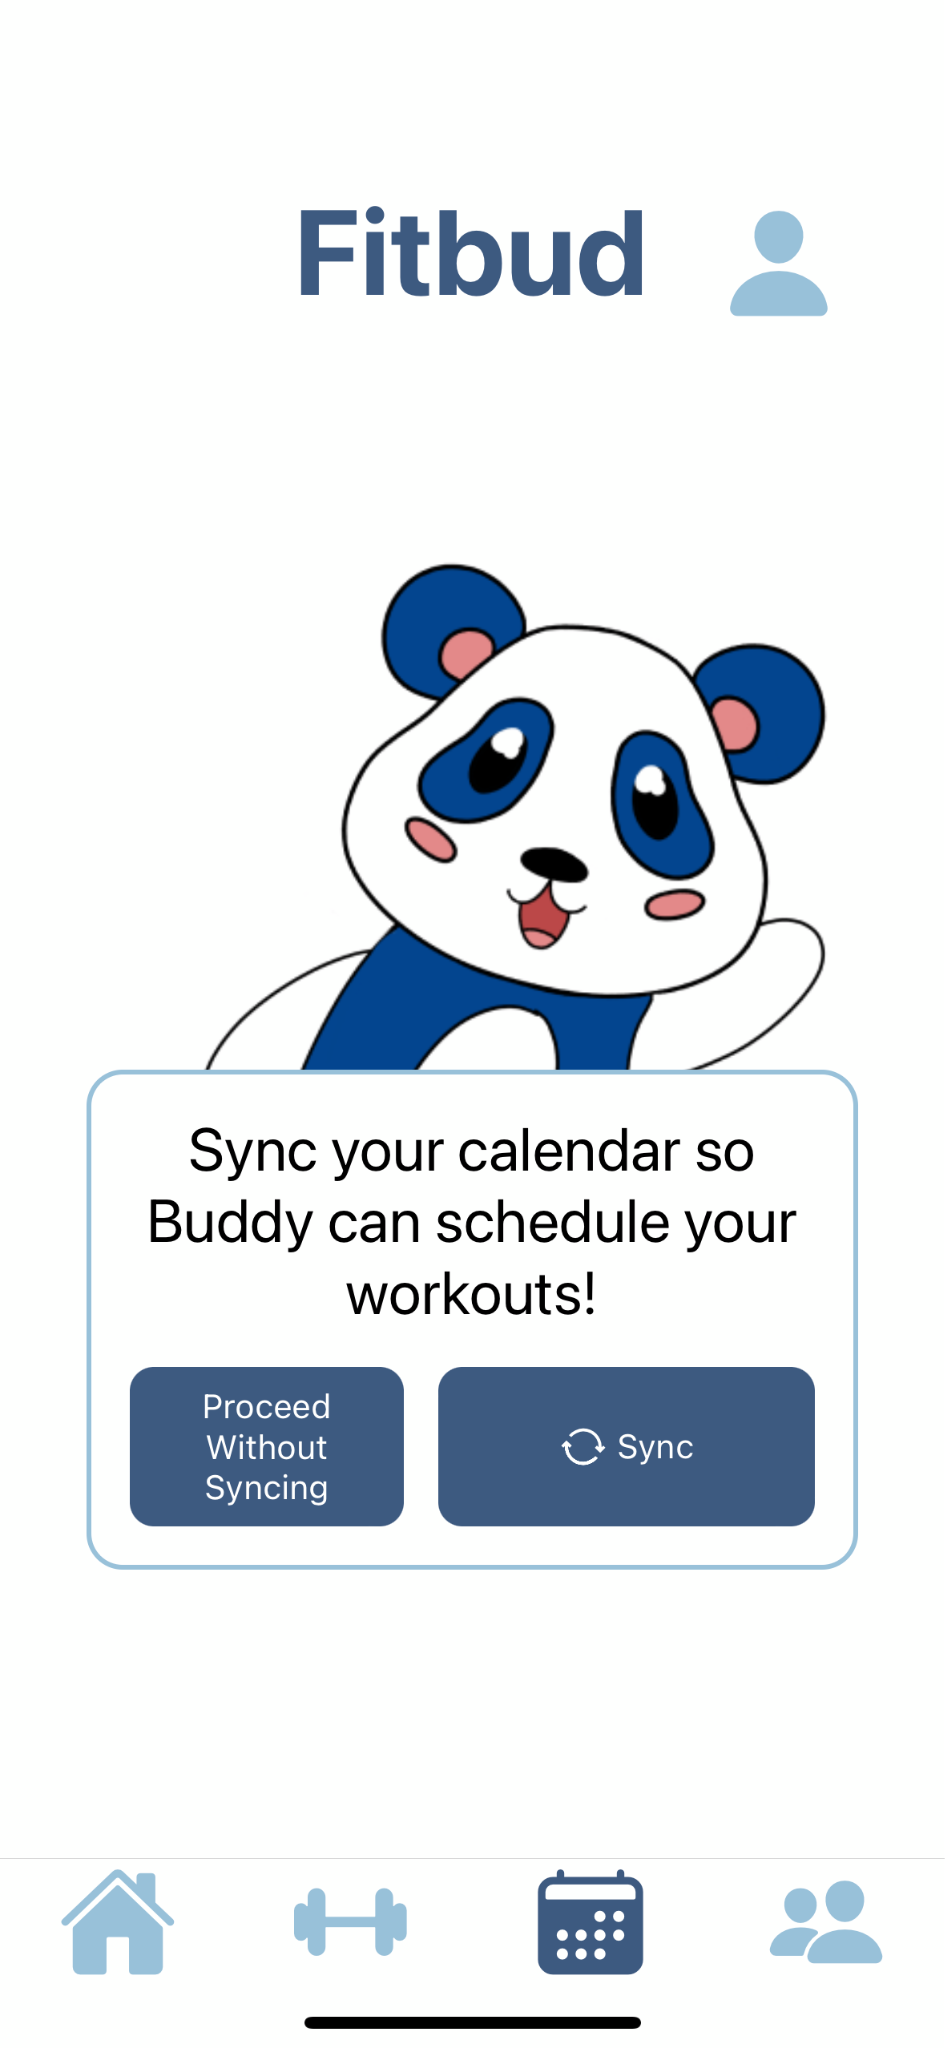 Fitbud
Sync your calendar so
Buddy can schedule your
workouts!
Proceed
Without
Syncing
Sync